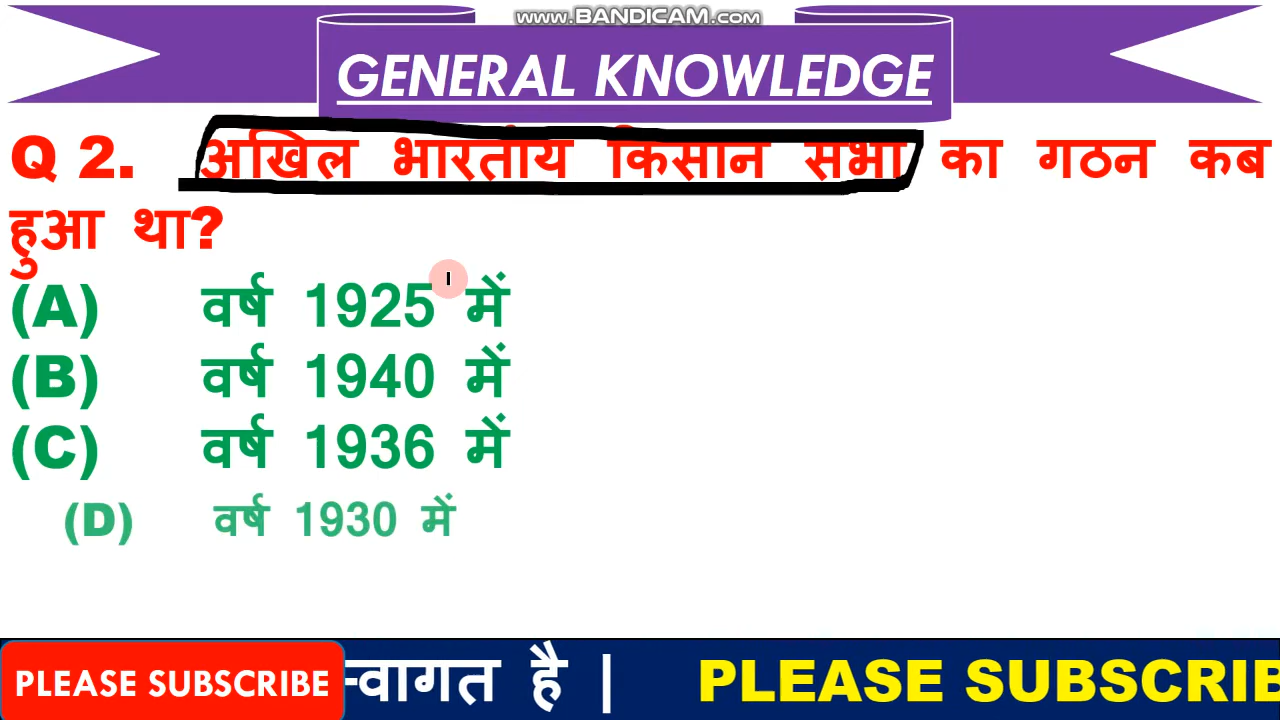 www.BANDICAM.com
GENERAL KNOWLEDGE
Q 2. अखिल भारतीय किसान सभा का गठन कब
हुआ था?
(A) वर्ष 1925 में
(B) वर्ष 1940 में
(C) वर्ष 1936 में
(D) वर्ष 1930 में
PLEASE SUBSCRIBE -वागत है | PLEASE SUBSCRIB